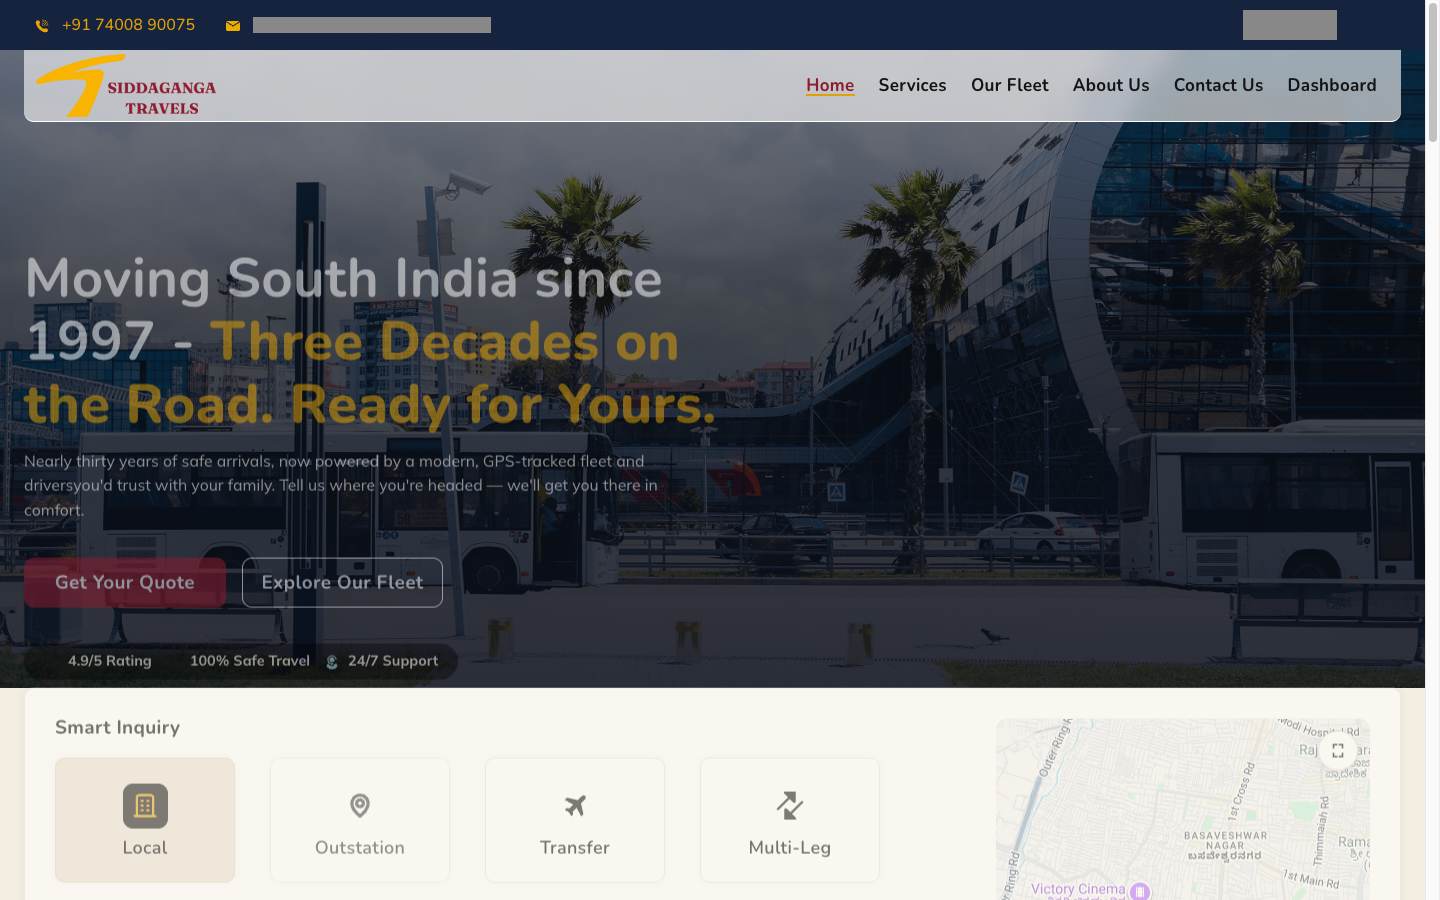 +91 74008 90075
SIDDAGANGA
TRAVELS
Home Services Our Fleet About Us Contact Us Dashboard
Moving South India since
1997 - Three Decades on
the Road. Ready for Yours.
Nearly thirty years of safe arrivals, now powered by a modern, GPS-tracked fleet and
driversyou'd trust with your family. Tell us where you're headed — we'll get you there in
comfort.
Get Your Quote Explore Our Fleet
4.9/5 Rating 100% Safe Travel 24/7 Support
Smart Inquiry
Local Outstation Transfer Multi-Leg
Outer Ring R
Modi Hospital Rd
1st Cross Rd
BASAVESHWAR
NAGAR
ಬಸವೇಶ್ವರನಗರ
Thimmaiah Rd
1st Main Rd
Victory Cinema